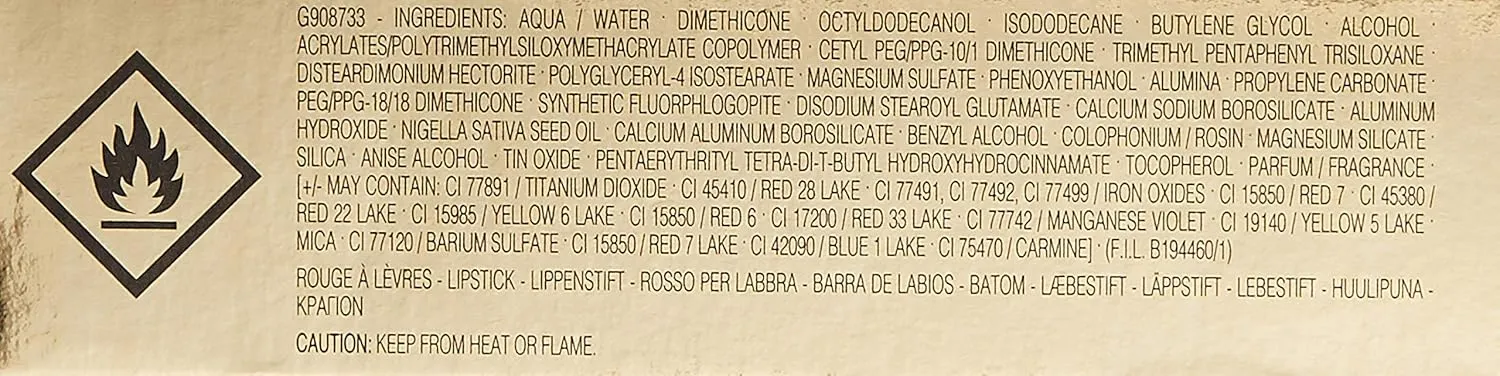 G908733 - INGREDIENTS: AQUA / WATER · DIMETHICONE · OCTYLDODECANOL · ISODODECANE · BUTYLENE GLYCOL · ALCOHOL ·
ACRYLATES/POLYTRIMETHYLSILOXYMETHACRYLATE COPOLYMER · CETYL PEG/PPG-10/1 DIMETHICONE · TRIMETHYL PENTAPHENYL TRISILOXANE ·
DISTEARDIMONIUM HECTORITE · POLYGLYCERYL-4 ISOSTEARATE · MAGNESIUM SULFATE · PHENOXYETHANOL · ALUMINA · PROPYLENE CARBONATE ·
PEG/PPG-18/18 DIMETHICONE · SYNTHETIC FLUORPHLOGOPITE · DISODIUM STEAROYL GLUTAMATE · CALCIUM SODIUM BOROSILICATE · ALUMINUM
HYDROXIDE · NIGELLA SATIVA SEED OIL · CALCIUM ALUMINUM BOROSILICATE · BENZYL ALCOHOL · COLOPHONIUM / ROSIN · MAGNESIUM SILICATE ·
SILICA · ANISE ALCOHOL · TIN OXIDE · PENTAERYTHRITYL TETRA-DI-T-BUTYL HYDROXYHYDROCINNAMATE · TOCOPHEROL · PARFUM / FRAGRANCE ·
[+/- MAY CONTAIN: CI 77891 / TITANIUM DIOXIDE · CI 45410 / RED 28 LAKE · CI 77491, CI 77492, CI 77499 / IRON OXIDES · CI 15850 / RED 7 · CI 45380 /
RED 22 LAKE · CI 15985 / YELLOW 6 LAKE · CI 15850 / RED 6 · CI 17200 / RED 33 LAKE · CI 77742 / MANGANESE VIOLET · CI 19140 / YELLOW 5 LAKE ·
MICA · CI 77120 / BARIUM SULFATE · CI 15850 / RED 7 LAKE · CI 42090 / BLUE 1 LAKE · CI 75470 / CARMINE] · (F.I.L. B194460/1)
ROUGE À LÈVRES - LIPSTICK - LIPPENSTIFT - ROSSO PER LABBRA - BARRA DE LABIOS - BATOM - LÆBESTIFT - LÄPPSTIFT - LEBESTIFT - HUULIPUNA -
ΚΡΑΓΙΟΝ
CAUTION: KEEP FROM HEAT OR FLAME.